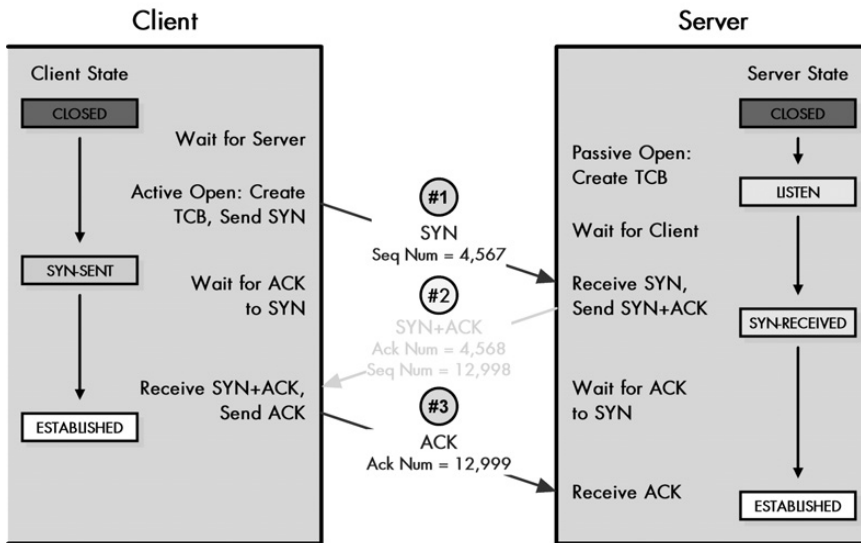 Client
Server
Client State
CLOSED
Wait for Server
Active Open: Create
TCB, Send SYN
SYN-SENT
Wait for ACK
to SYN
Receive SYN+ACK,
Send ACK
ESTABLISHED
#1
SYN
Seq Num = 4,567
#2
SYN+ACK
Ack Num = 4,568
Seq Num = 12,998
#3
ACK
Ack Num = 12,999
Server State
CLOSED
Passive Open:
Create TCB
LISTEN
Wait for Client
Receive SYN,
Send SYN+ACK
SYN-RECEIVED
Wait for ACK
to SYN
Receive ACK
ESTABLISHED